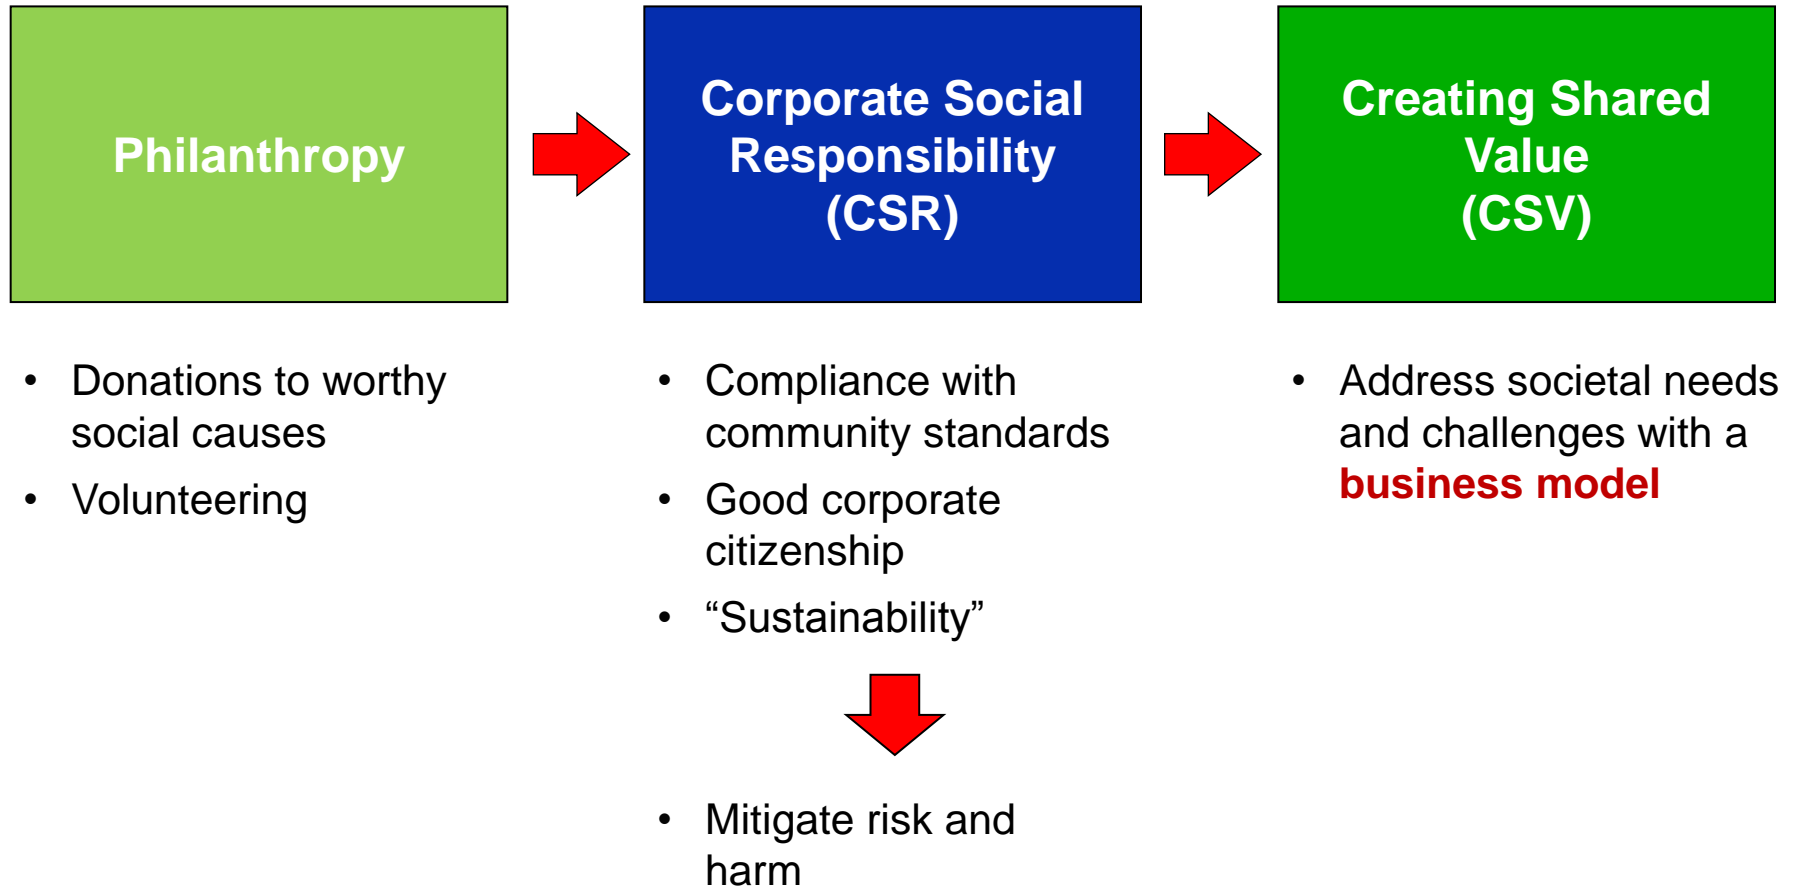 Philanthropy
Corporate Social
Responsibility
(CSR)
Creating Shared
Value
(CSV)
• Donations to worthy
social causes
• Volunteering
• Compliance with
community standards
• Good corporate
citizenship
• “Sustainability”
• Mitigate risk and
harm
• Address societal needs
and challenges with a
business model